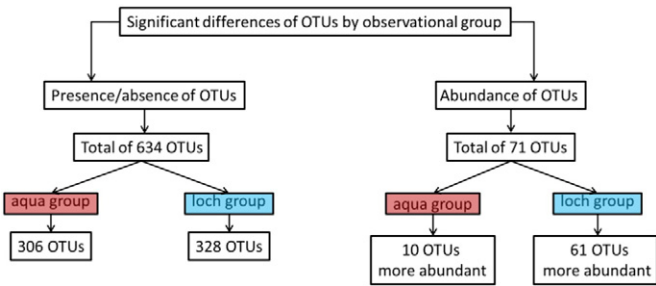 Significant differences of OTUs by observational group
Presence/absence of OTUs
Abundance of OTUs
Total of 634 OTUs
Total of 71 OTUs
aqua group
loch group
aqua group
loch group
306 OTUs
328 OTUs
10 OTUs
more abundant
61 OTUs
more abundant